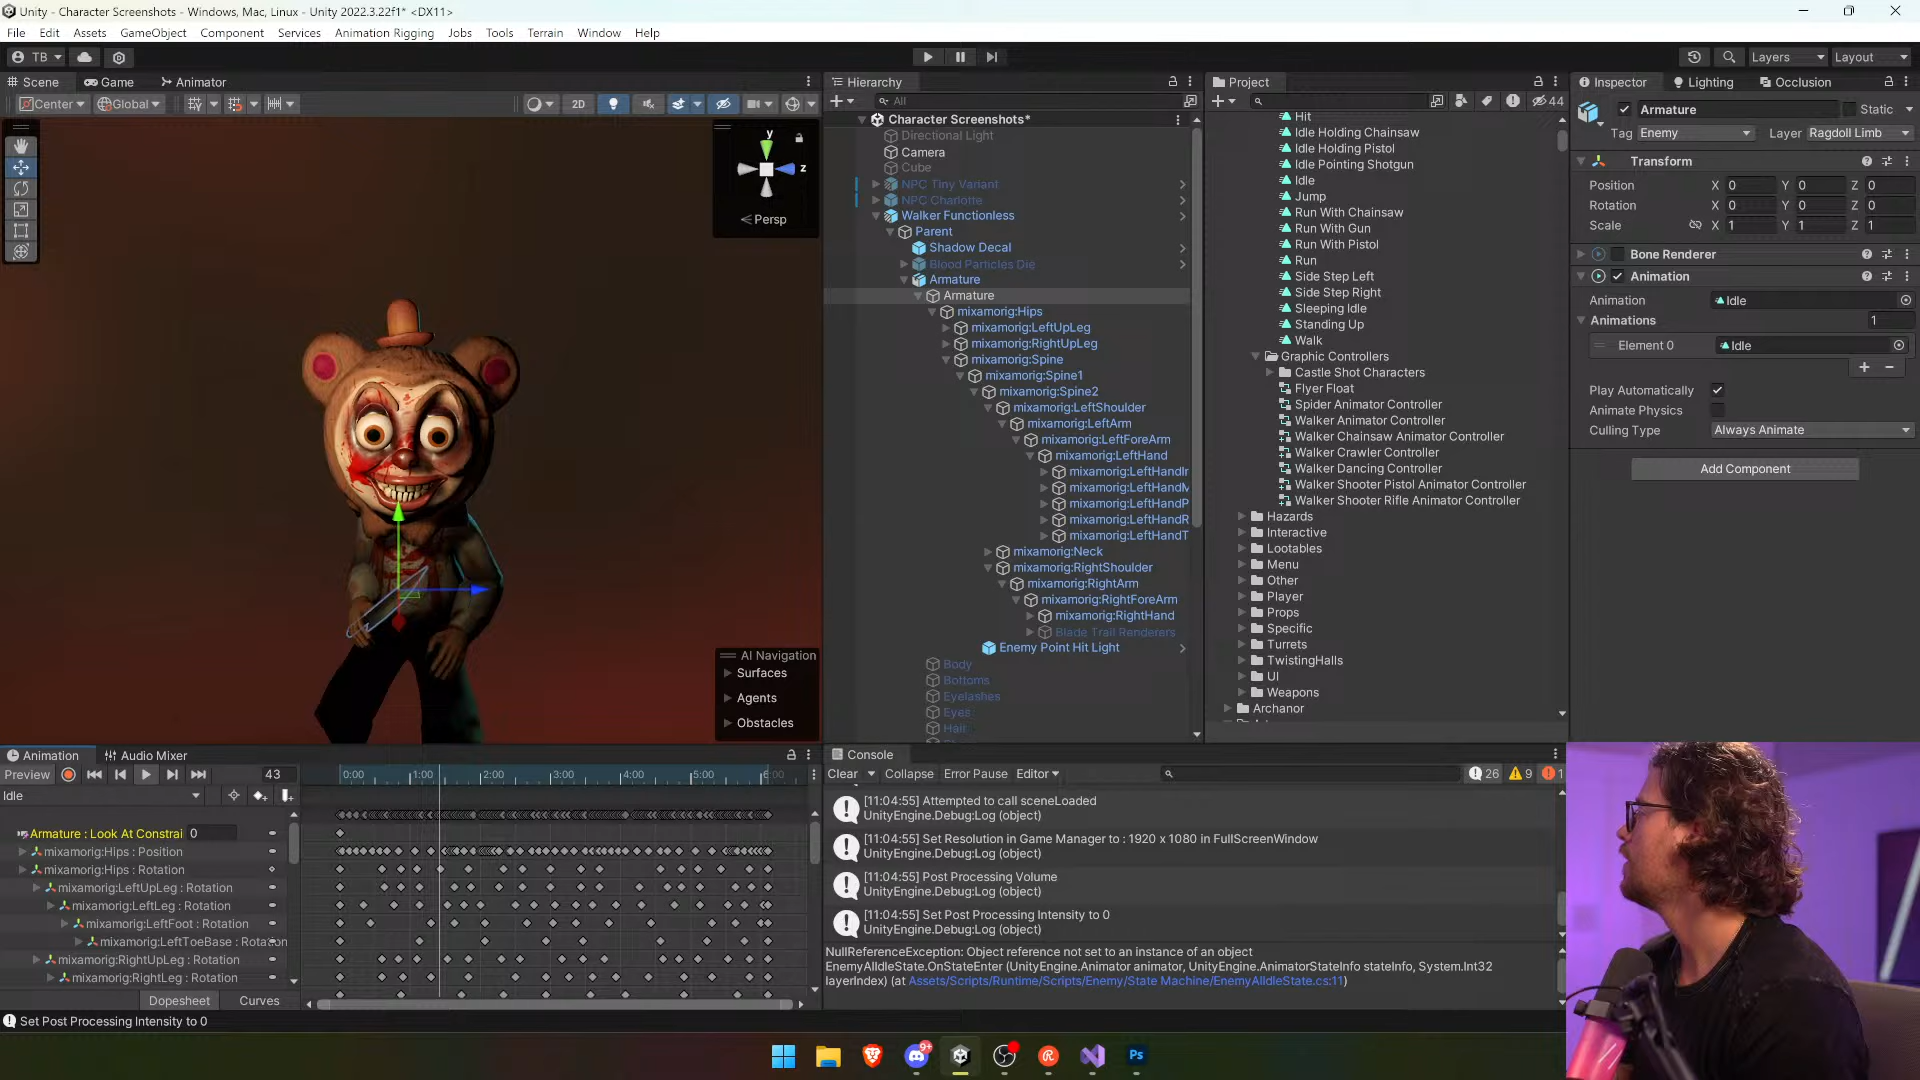 Unity - Character Screenshots - Windows, Mac, Linux - Unity 2022.3.22f1* <DX11>
File Edit Assets GameObject Component Services Animation Rigging Jobs Tools Terrain Window Help
TB Layers Layout
Scene Game Animator
Center Global 2D
y
z
Persp
AI Navigation
Surfaces
Agents
Obstacles
Hierarchy
All
Character Screenshots*
Directional Light
Camera
Cube
NPC Tiny Variant
NPC Charlotte
Walker Functionless
Parent
Shadow Decal
Blood Particles Die
Armature
Armature
mixamorig:Hips
mixamorig:LeftUpLeg
mixamorig:RightUpLeg
mixamorig:Spine
mixamorig:Spine1
mixamorig:Spine2
mixamorig:LeftShoulder
mixamorig:LeftArm
mixamorig:LeftForeArm
mixamorig:LeftHand
mixamorig:LeftHandIr
mixamorig:LeftHandM
mixamorig:LeftHandP
mixamorig:LeftHandR
mixamorig:LeftHandT
mixamorig:Neck
mixamorig:RightShoulder
mixamorig:RightArm
mixamorig:RightForeArm
mixamorig:RightHand
Blade Trail Renderers
Enemy Point Hit Light
Body
Bottoms
Eyelashes
Eyes
Hair
Project
44
Hit
Idle Holding Chainsaw
Idle Holding Pistol
Idle Pointing Shotgun
Idle
Jump
Run With Chainsaw
Run With Gun
Run With Pistol
Run
Side Step Left
Side Step Right
Sleeping Idle
Standing Up
Walk
Graphic Controllers
Castle Shot Characters
Flyer Float
Spider Animator Controller
Walker Animator Controller
Walker Chainsaw Animator Controller
Walker Crawler Controller
Walker Dancing Controller
Walker Shooter Pistol Animator Controller
Walker Shooter Rifle Animator Controller
Hazards
Interactive
Lootables
Menu
Other
Player
Props
Specific
Turrets
TwistingHalls
UI
Weapons
Archanor
Inspector Lighting Occlusion
Armature Static
Tag Enemy Layer Ragdoll Limb
Transform
Position X 0 Y 0 Z 0
Rotation X 0 Y 0 Z 0
Scale X 1 Y 1 Z 1
Bone Renderer
Animation
Animation Idle
Animations 1
Element 0 Idle
Play Automatically
Animate Physics
Culling Type Always Animate
Add Component
Animation Audio Mixer
Preview 43 0:00 1:00 2:00 3:00 4:00 5:00 6:00
Idle
Armature : Look At Constrai 0
mixamorig:Hips : Position
mixamorig:Hips : Rotation
mixamorig:LeftUpLeg : Rotation
mixamorig:LeftLeg : Rotation
mixamorig:LeftFoot : Rotation
mixamorig:LeftToeBase : Rotation
mixamorig:RightUpLeg : Rotation
mixamorig:RightLeg : Rotation
Dopesheet Curves
Console
Clear Collapse Error Pause Editor 26 9 1
[11:04:55] Attempted to call sceneLoaded
UnityEngine.Debug:Log (object)
[11:04:55] Set Resolution in Game Manager to : 1920 x 1080 in FullScreenWindow
UnityEngine.Debug:Log (object)
[11:04:55] Post Processing Volume
UnityEngine.Debug:Log (object)
[11:04:55] Set Post Processing Intensity to 0
UnityEngine.Debug:Log (object)
NullReferenceException: Object reference not set to an instance of an object
EnemyAIIdleState.OnStateEnter (UnityEngine.Animator animator, UnityEngine.AnimatorStateInfo stateInfo, System.Int32
layerIndex) (at Assets/Scripts/Runtime/Scripts/Enemy/State Machine/EnemyAIIdleState.cs:11)
Set Post Processing Intensity to 0
9+
Ps